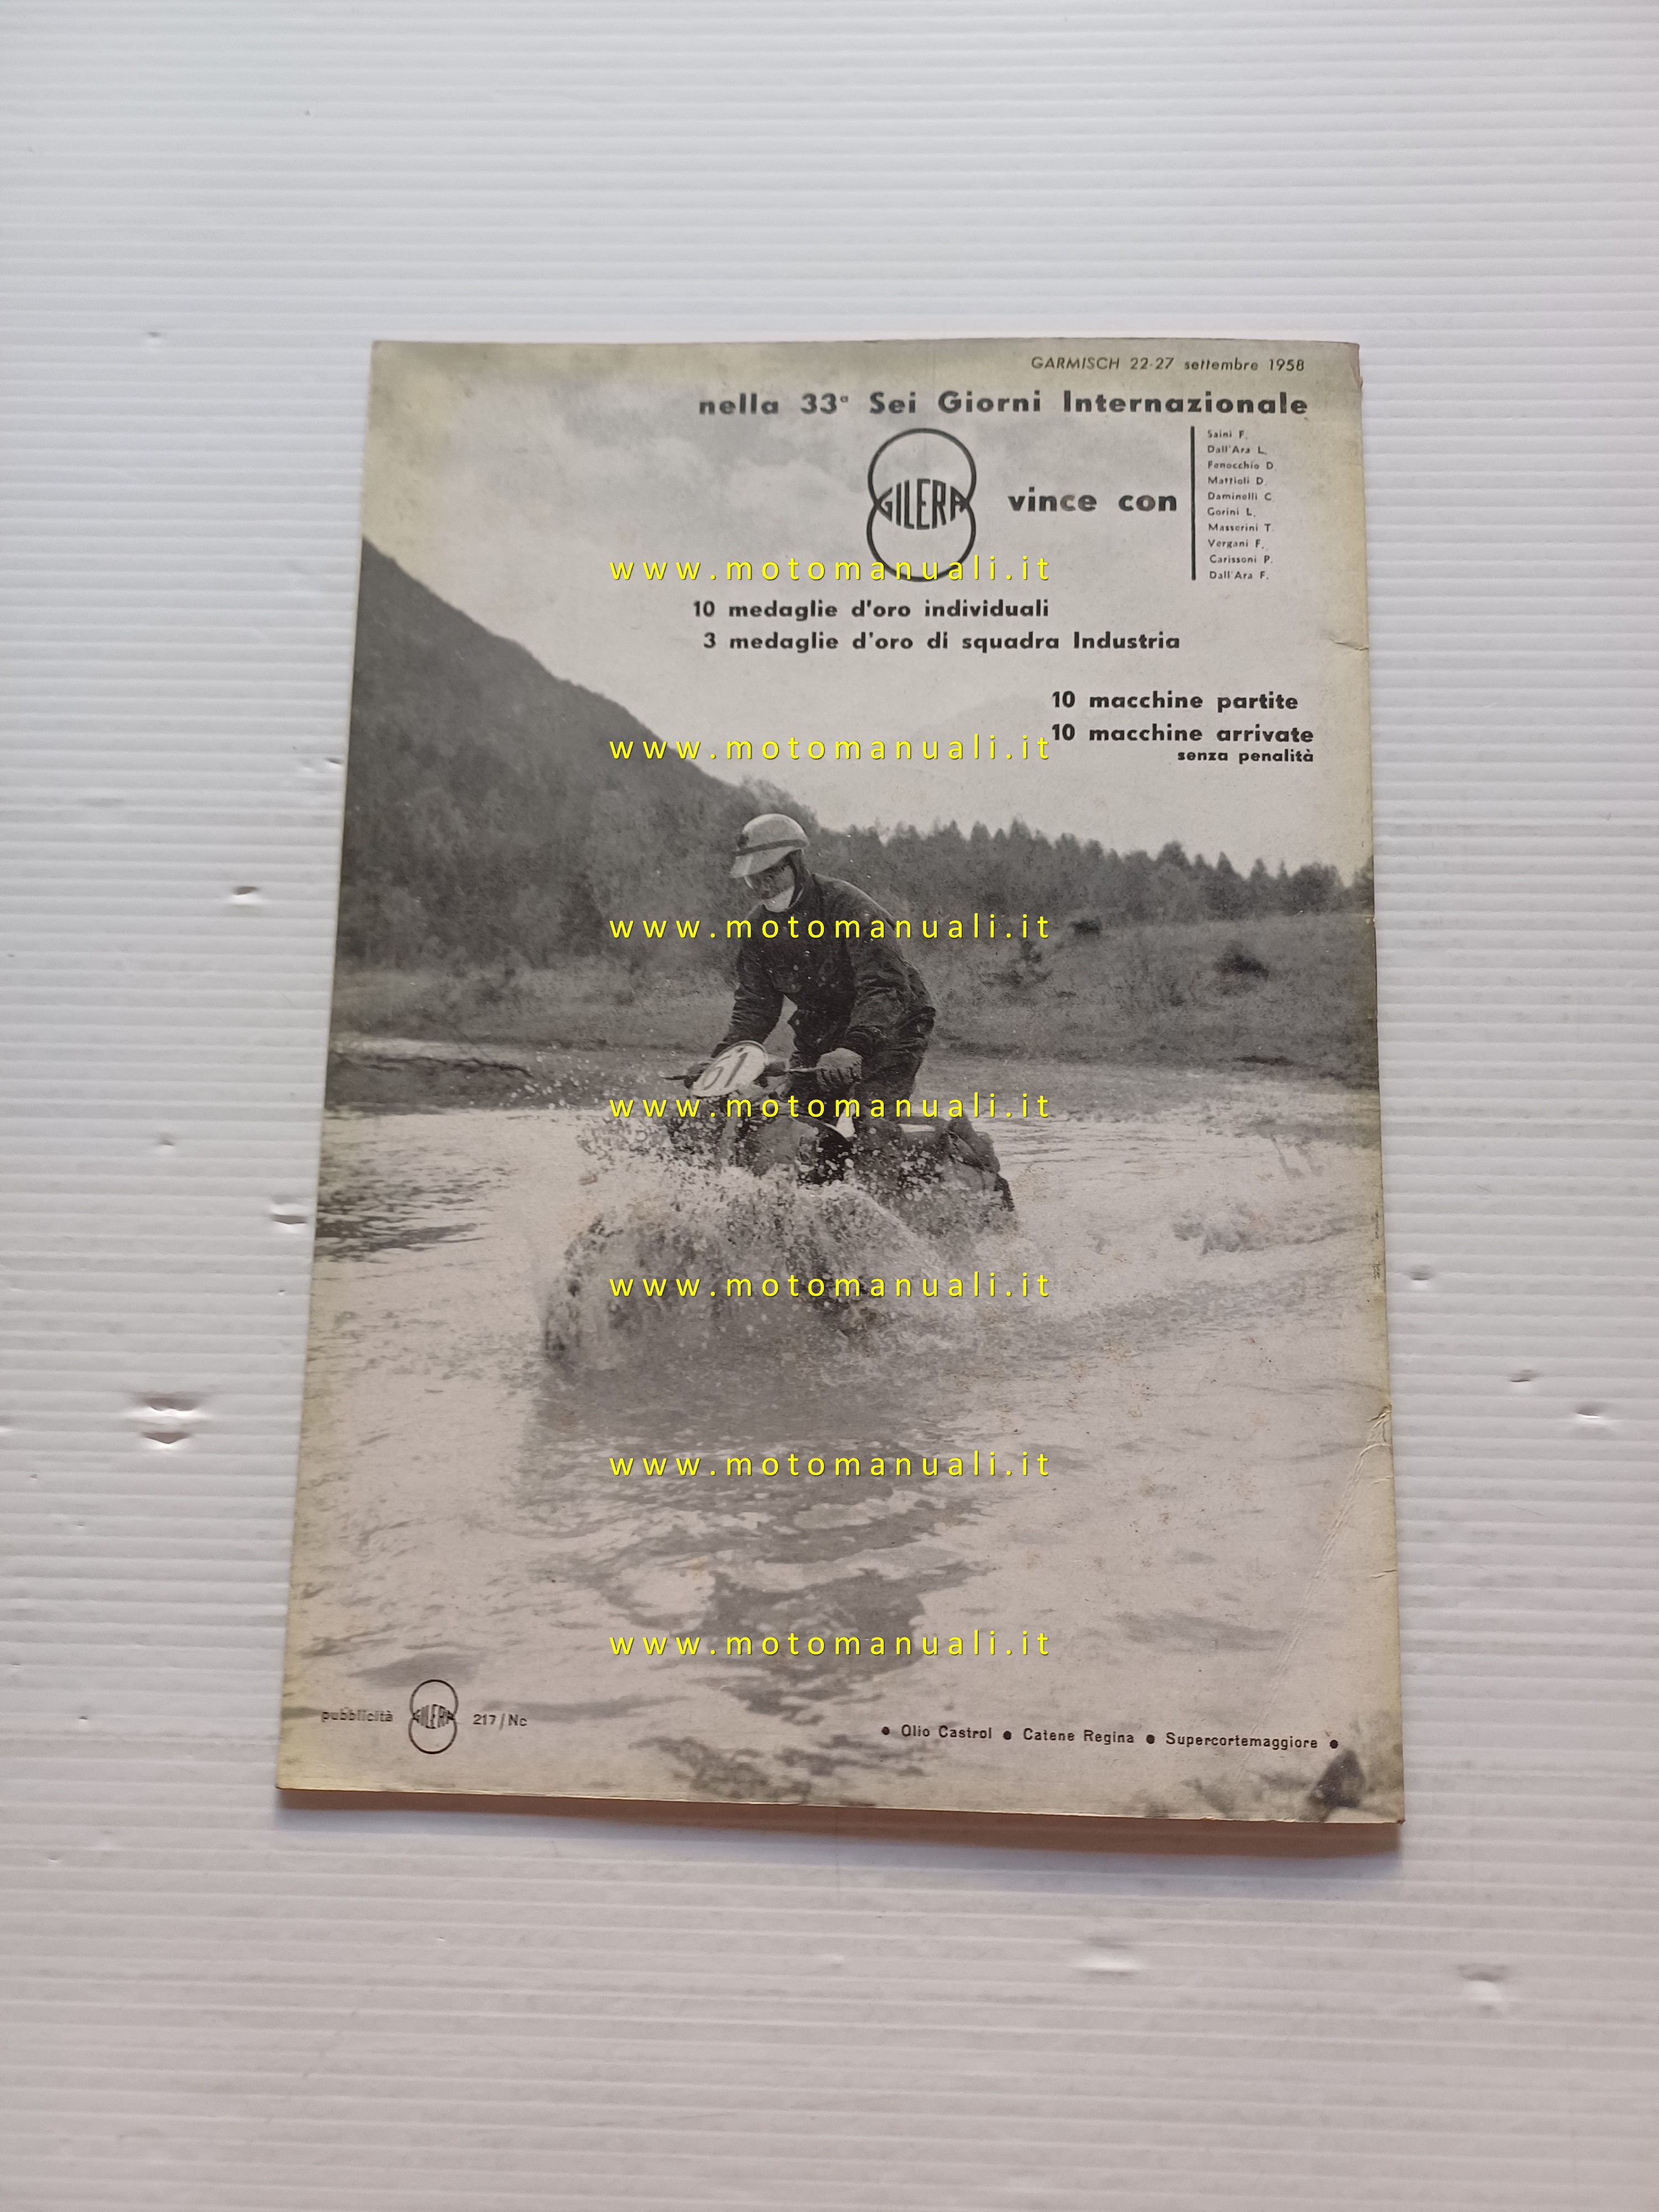 GARMISCH 22-27 settembre 1958
nella 33ª Sei Giorni Internazionale
GILERA
vince con
Saini F.
Dall'Ara L.
Fenocchio D.
Mattioli D.
Daminelli C.
Gorini L.
Masserini T.
Vergani F.
Carissoni P.
Dall'Ara F.
www.motomanuali.it
10 medaglie d'oro individuali
3 medaglie d'oro di squadra Industria
10 macchine partite
10 macchine arrivate
www.motomanuali.it
senza penalità
www.motomanuali.it
61
www.motomanuali.it
www.motomanuali.it
www.motomanuali.it
www.motomanuali.it
pubblicità GILERA 217/Nc
• Olio Castrol • Catene Regina • Supercortemaggiore •